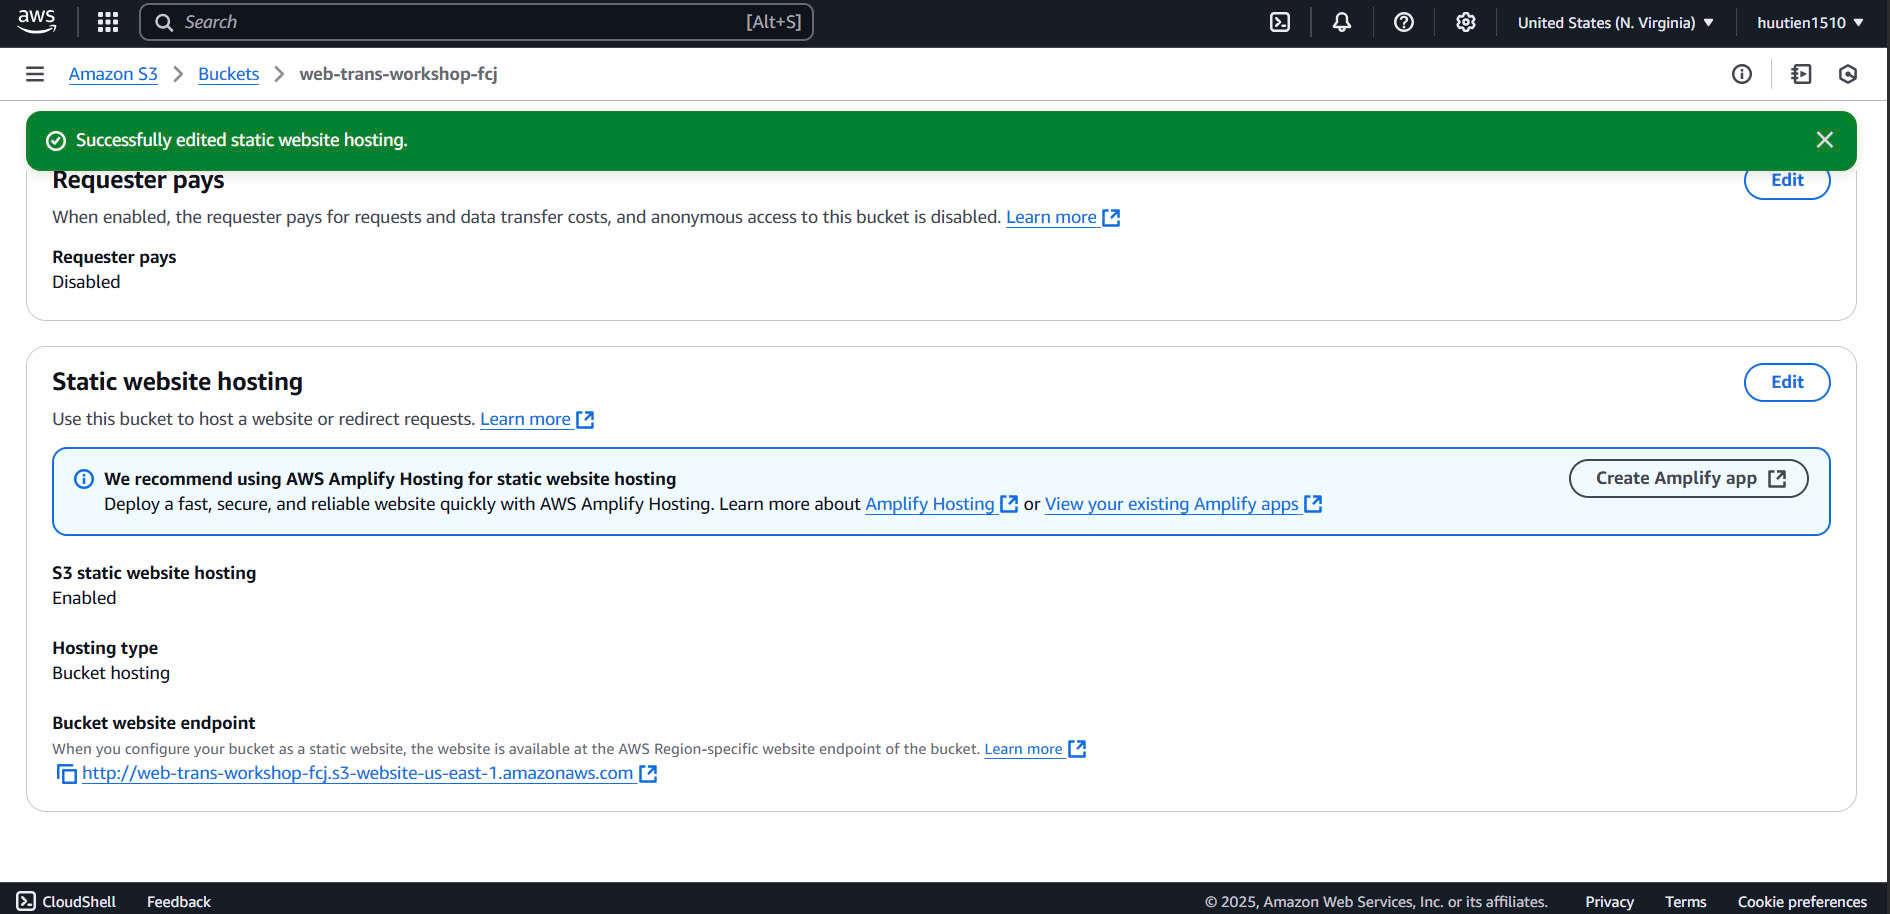 aws
Search [Alt+S]
United States (N. Virginia)
huutien1510
Amazon S3
Buckets
web-trans-workshop-fcj
Successfully edited static website hosting.
Requester pays
Edit
When enabled, the requester pays for requests and data transfer costs, and anonymous access to this bucket is disabled. Learn more
Requester pays
Disabled
Static website hosting
Edit
Use this bucket to host a website or redirect requests. Learn more
We recommend using AWS Amplify Hosting for static website hosting
Create Amplify app
Deploy a fast, secure, and reliable website quickly with AWS Amplify Hosting. Learn more about Amplify Hosting or View your existing Amplify apps
S3 static website hosting
Enabled
Hosting type
Bucket hosting
Bucket website endpoint
When you configure your bucket as a static website, the website is available at the AWS Region-specific website endpoint of the bucket. Learn more
http://web-trans-workshop-fcj.s3-website-us-east-1.amazonaws.com
CloudShell
Feedback
© 2025, Amazon Web Services, Inc. or its affiliates.
Privacy
Terms
Cookie preferences